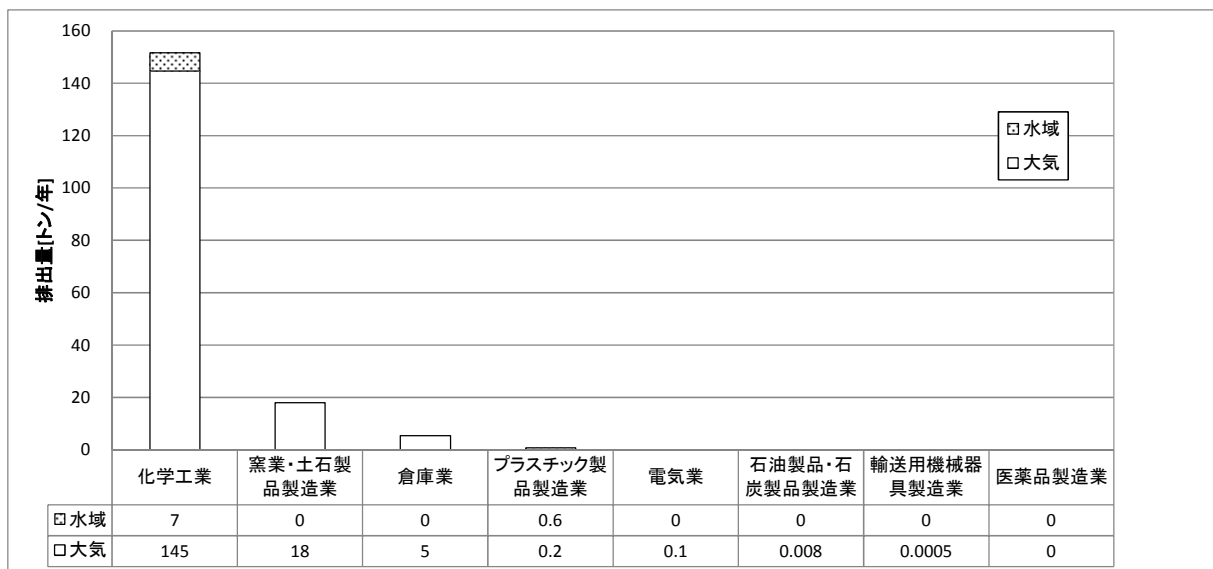 160
140
120
100
80
60
40
20
0
排出量[トン/年]
水域
大気
化学工業
窯業・土石製
品製造業
倉庫業
プラスチック製
品製造業
電気業
石油製品・石
炭製品製造業
輸送用機械器
具製造業
医薬品製造業
水域 7 0 0 0.6 0 0 0 0
大気 145 18 5 0.2 0.1 0.008 0.0005 0